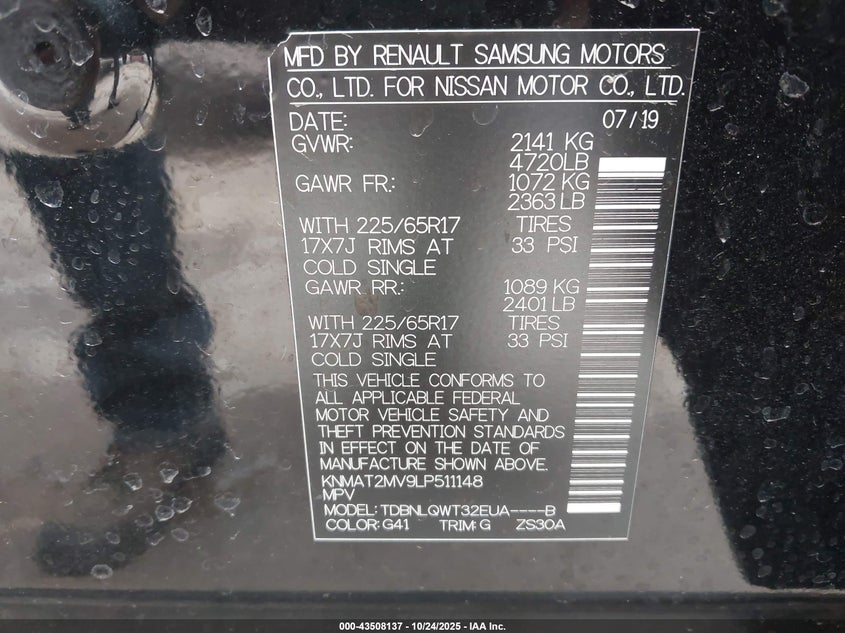 MFD BY RENAULT SAMSUNG MOTORS
CO., LTD. FOR NISSAN MOTOR CO., LTD.
DATE: 07/19
GVWR: 2141 KG
4720LB
GAWR FR.: 1072 KG
2363 LB
WITH 225/65R17 TIRES
17X7J RIMS AT 33 PSI
COLD SINGLE
GAWR RR.: 1089 KG
2401 LB
WITH 225/65R17 TIRES
17X7J RIMS AT 33 PSI
COLD SINGLE
THIS VEHICLE CONFORMS TO
ALL APPLICABLE FEDERAL
MOTOR VEHICLE SAFETY AND
THEFT PREVENTION STANDARDS
IN EFFECT ON THE DATE OF
MANUFACTURE SHOWN ABOVE.
KNMAT2MV9LP511148
MPV
MODEL: TDBNLQWT32EUA----B
COLOR: G41 TRIM: G ZS30A
000-43508137 - 10/24/2025 - IAA Inc.